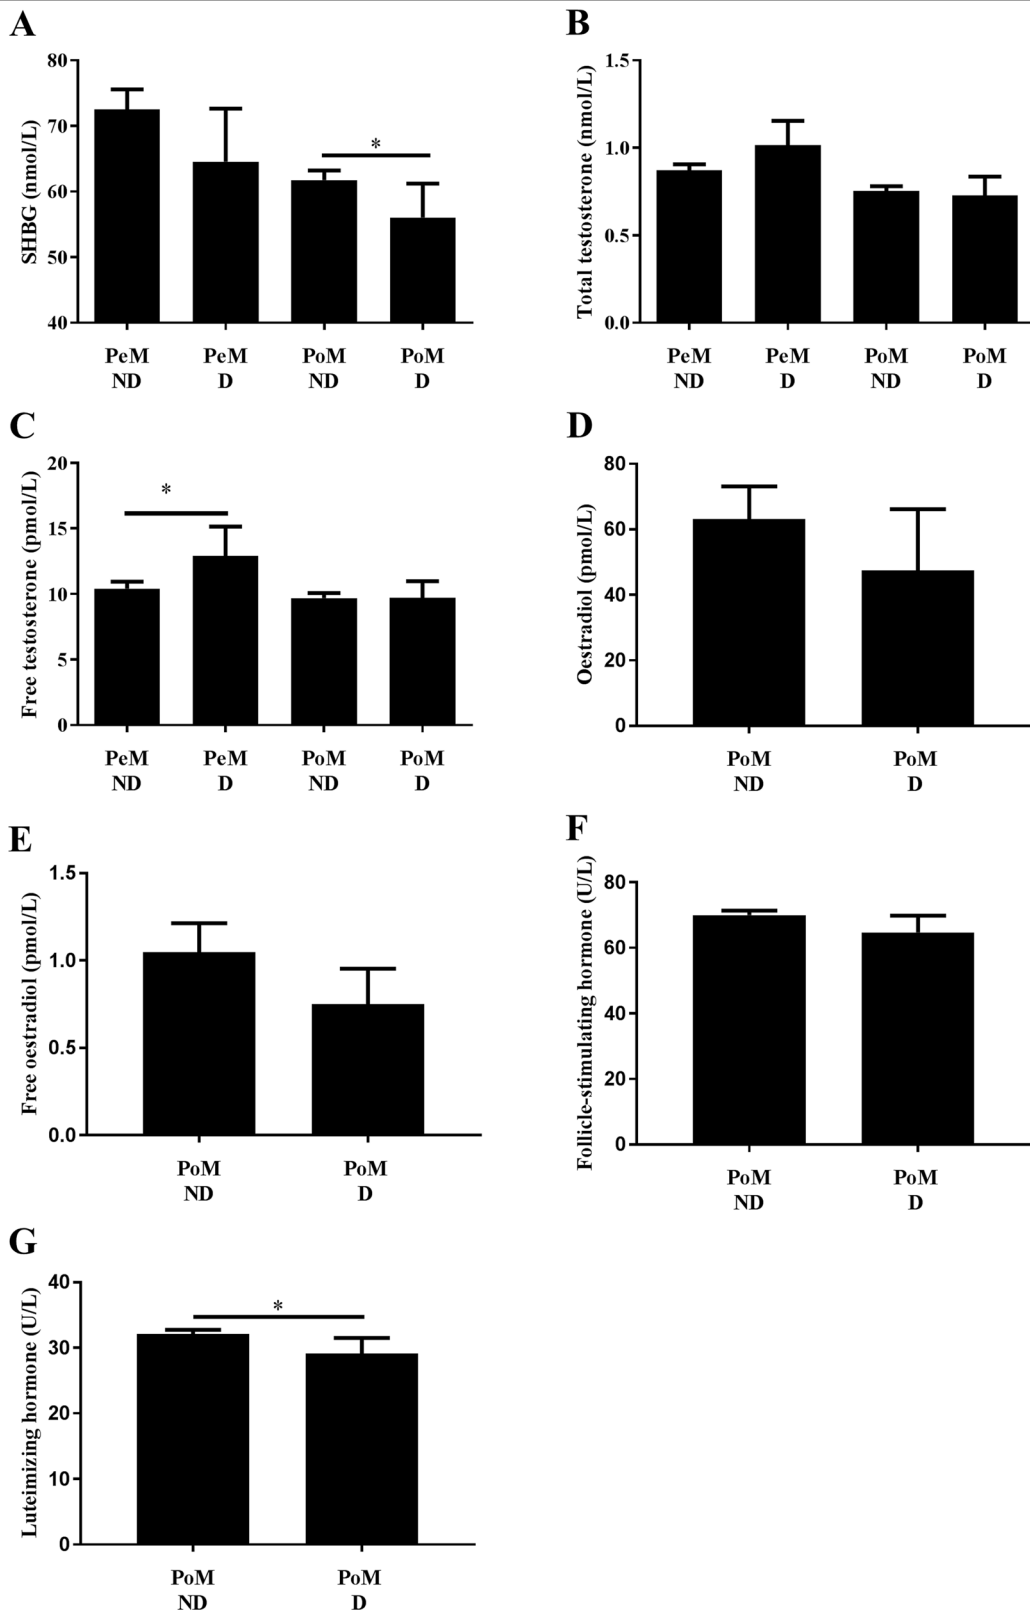 A
SHBG (nmol/L)
80
70
60
50
40
*
PeM PeM PoM PoM
ND D ND D
B
Total testosterone (nmol/L)
1.5
1.0
0.5
0.0
PeM PeM PoM PoM
ND D ND D
C
Free testosterone (pmol/L)
20
15
10
5
0
*
PeM PeM PoM PoM
ND D ND D
D
Oestradiol (pmol/L)
80
60
40
20
0
PoM PoM
ND D
E
Free oestradiol (pmol/L)
1.5
1.0
0.5
0.0
PoM PoM
ND D
F
Follicle-stimulating hormone (U/L)
80
60
40
20
0
PoM PoM
ND D
G
Luteimizing hormone (U/L)
40
30
20
10
0
*
PoM PoM
ND D